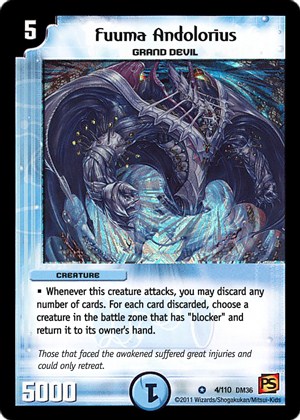 5
Fuuma Andolorius
GRAND DEVIL
CREATURE
▪ Whenever this creature attacks, you may discard any
number of cards. For each card discarded, choose a
creature in the battle zone that has "blocker" and
return it to its owner's hand.
Those that faced the awakened suffered great injuries and
could only retreat.
5000
4/110 DM36
©2011 Wizards/Shogakukan/Mitsui-Kids
PS